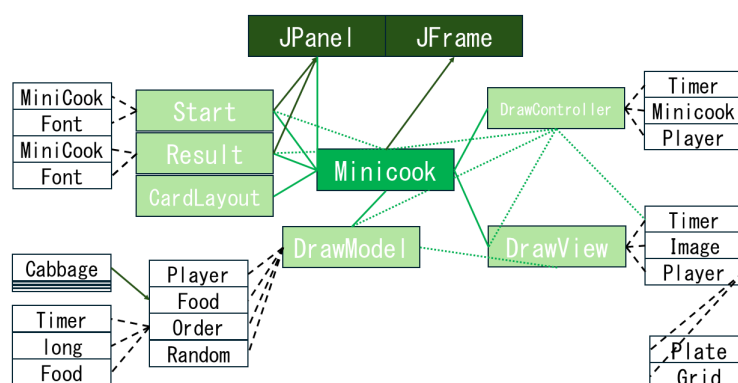 JPanel JFrame
MiniCook
Font
MiniCook
Font
Start
Result
CardLayout
Minicook
DrawController
Timer
Minicook
Player
DrawModel
DrawView
Timer
Image
Player
Cabbage
Player
Food
Order
Random
Timer
long
Food
Plate
Grid